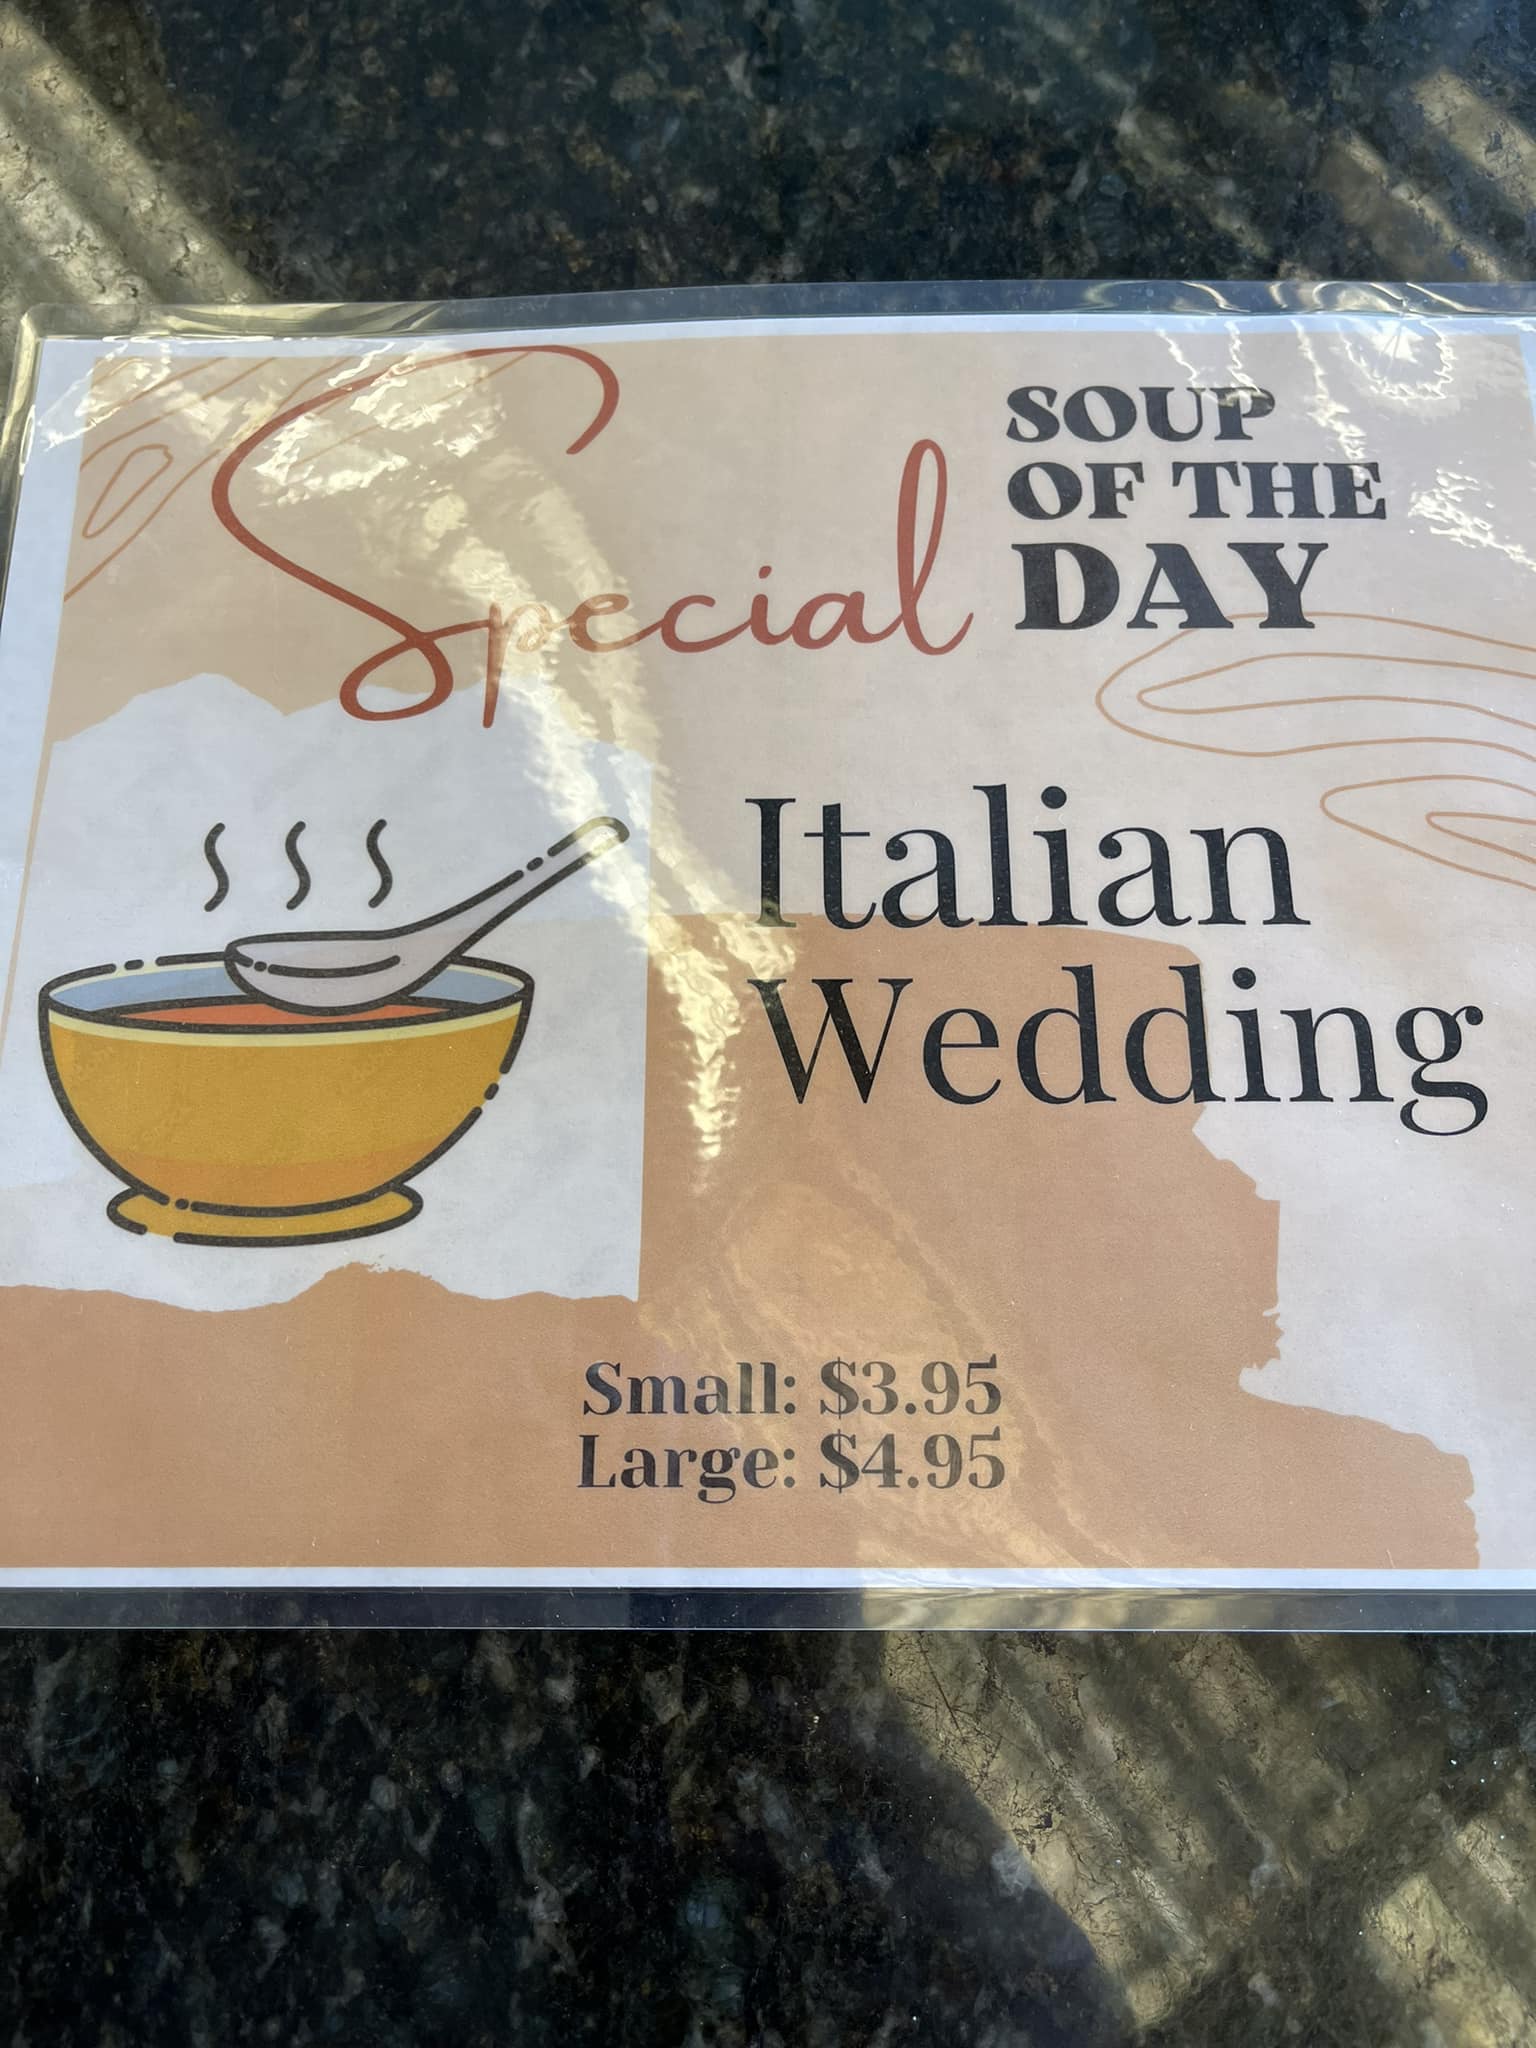 Special
SOUP
OF THE
DAY
Italian
Wedding
Small: $3.95
Large: $4.95